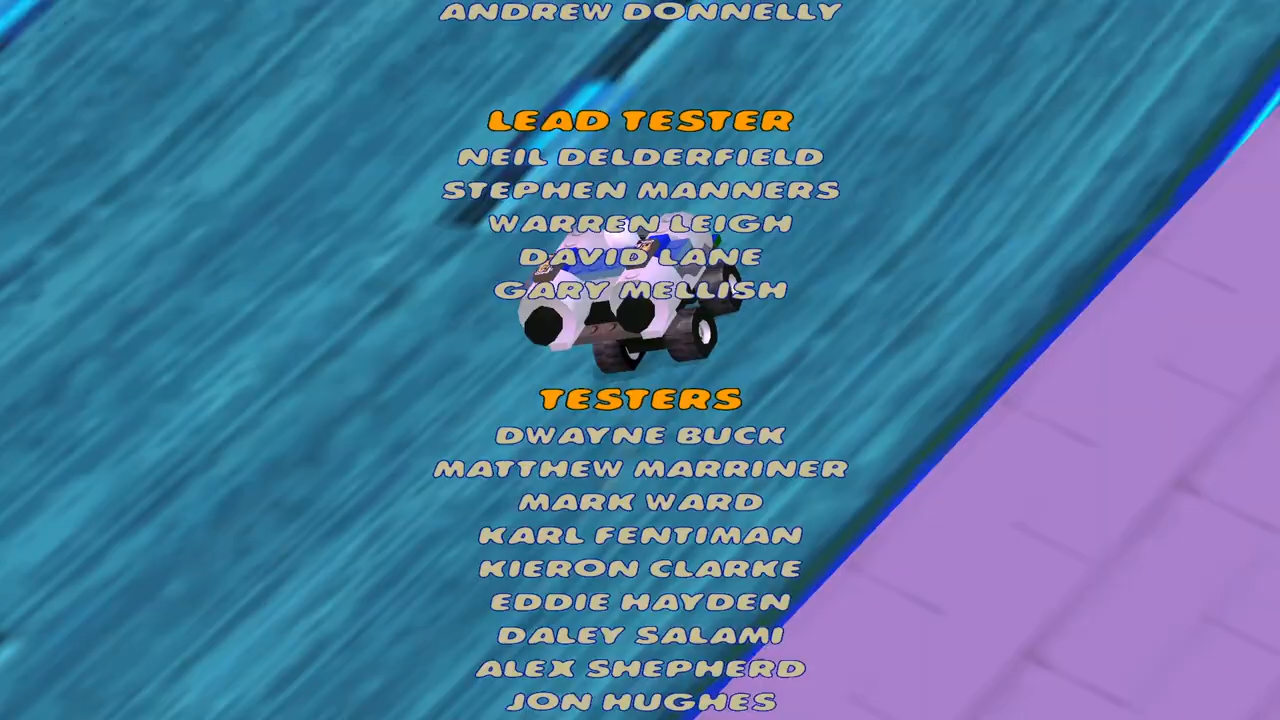 ANDREW DONNELLY
LEAD TESTER
NEIL DELDERFIELD
STEPHEN MANNERS
WARREN LEIGH
DAVID LANE
GARY MELLISH
TESTERS
DWAYNE BUCK
MATTHEW MARRINER
MARK WARD
KARL FENTIMAN
KIERON CLARKE
EDDIE HAYDEN
DALEY SALAMI
ALEX SHEPHERD
JON HUGHES